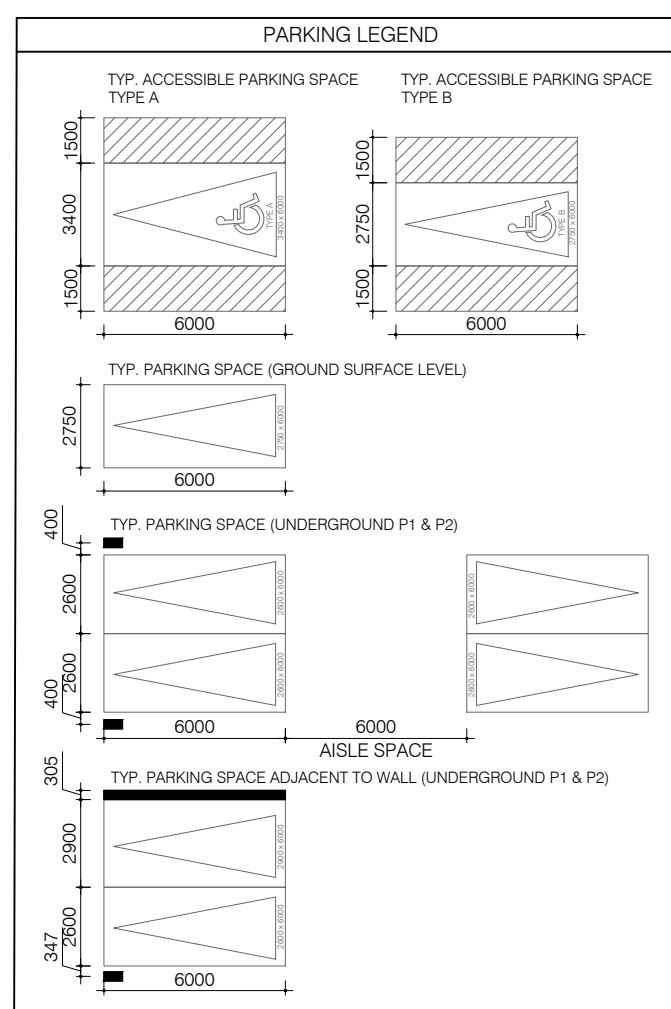 PARKING LEGEND
TYP. ACCESSIBLE PARKING SPACE
TYPE A
1500
3400
1500
TYPE A
3400 x 6000
6000
TYP. ACCESSIBLE PARKING SPACE
TYPE B
1500
2750
1500
TYPE B
2750 x 6000
6000
TYP. PARKING SPACE (GROUND SURFACE LEVEL)
2750
2750 x 6000
6000
TYP. PARKING SPACE (UNDERGROUND P1 & P2)
400
2600
2600
400
2600 x 6000
2600 x 6000
2600 x 6000
2600 x 6000
6000
6000
AISLE SPACE
TYP. PARKING SPACE ADJACENT TO WALL (UNDERGROUND P1 & P2)
305
2900
2600
347
2900 x 6000
2600 x 6000
6000